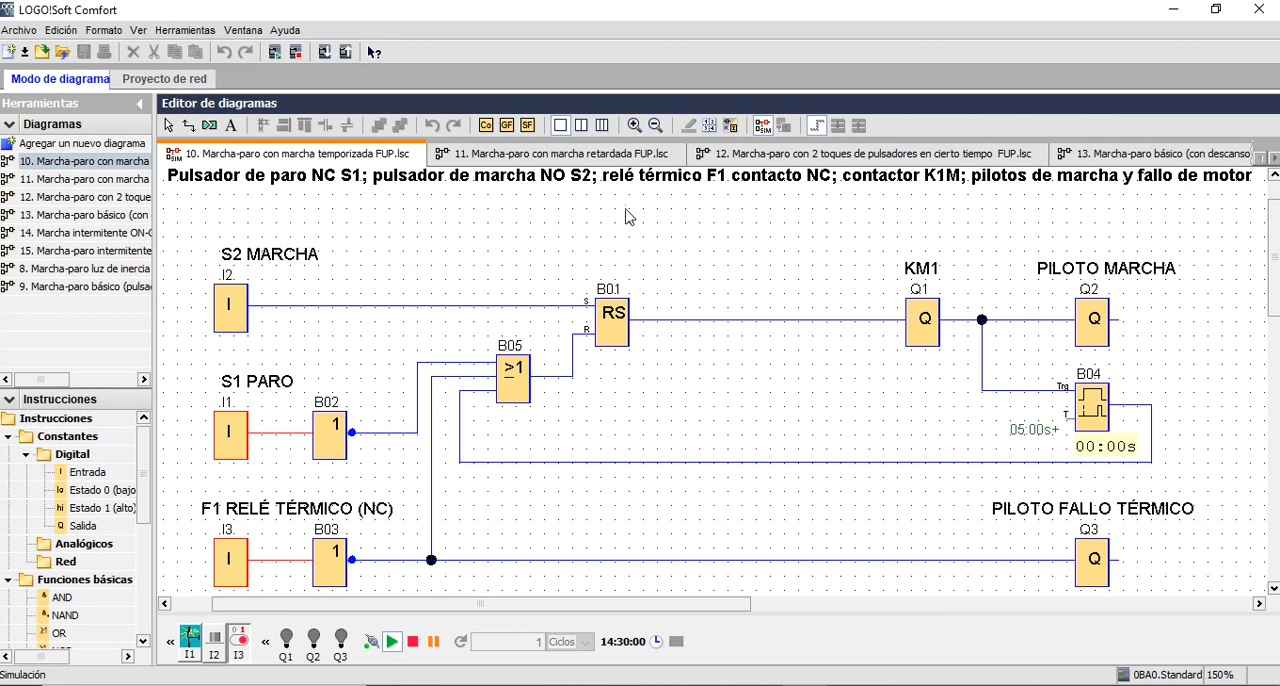 LOGO!Soft Comfort
Archivo Edición Formato Ver Herramientas Ventana Ayuda
Modo de diagrama Proyecto de red
Herramientas
Editor de diagramas
Diagramas
Agregar un nuevo diagrama
10. Marcha-paro con marcha
11. Marcha-paro con marcha
12. Marcha-paro con 2 toque
13. Marcha-paro básico (con
14. Marcha intermitente ON-O
15. Marcha-paro intermitente
8. Marcha-paro luz de inercia
9. Marcha-paro básico (pulsa
Instrucciones
Instrucciones
Constantes
Digital
I Entrada
lo Estado 0 (bajo
hi Estado 1 (alto)
Q Salida
Analógicos
Red
Funciones básicas
& AND
& NAND
≥1 OR
A Co GF SF
10. Marcha-paro con marcha temporizada FUP.lsc
11. Marcha-paro con marcha retardada FUP.lsc
12. Marcha-paro con 2 toques de pulsadores en cierto tiempo FUP.lsc
13. Marcha-paro básico (con descanso
Pulsador de paro NC S1; pulsador de marcha NO S2; relé térmico F1 contacto NC; contactor K1M; pilotos de marcha y fallo de motor
S2 MARCHA
I2
I
B01
S
RS
R
KM1
Q1
Q
PILOTO MARCHA
Q2
Q
B05
>1
S1 PARO
I1
I
B02
1
B04
Trg
T
05:00s+
00:00s
F1 RELÉ TÉRMICO (NC)
I3
I
B03
1
PILOTO FALLO TÉRMICO
Q3
Q
« I1 I2 0 1 I3 « Q1 Q2 Q3 1 Ciclos 14:30:00
Simulación
0BA0.Standard 150%